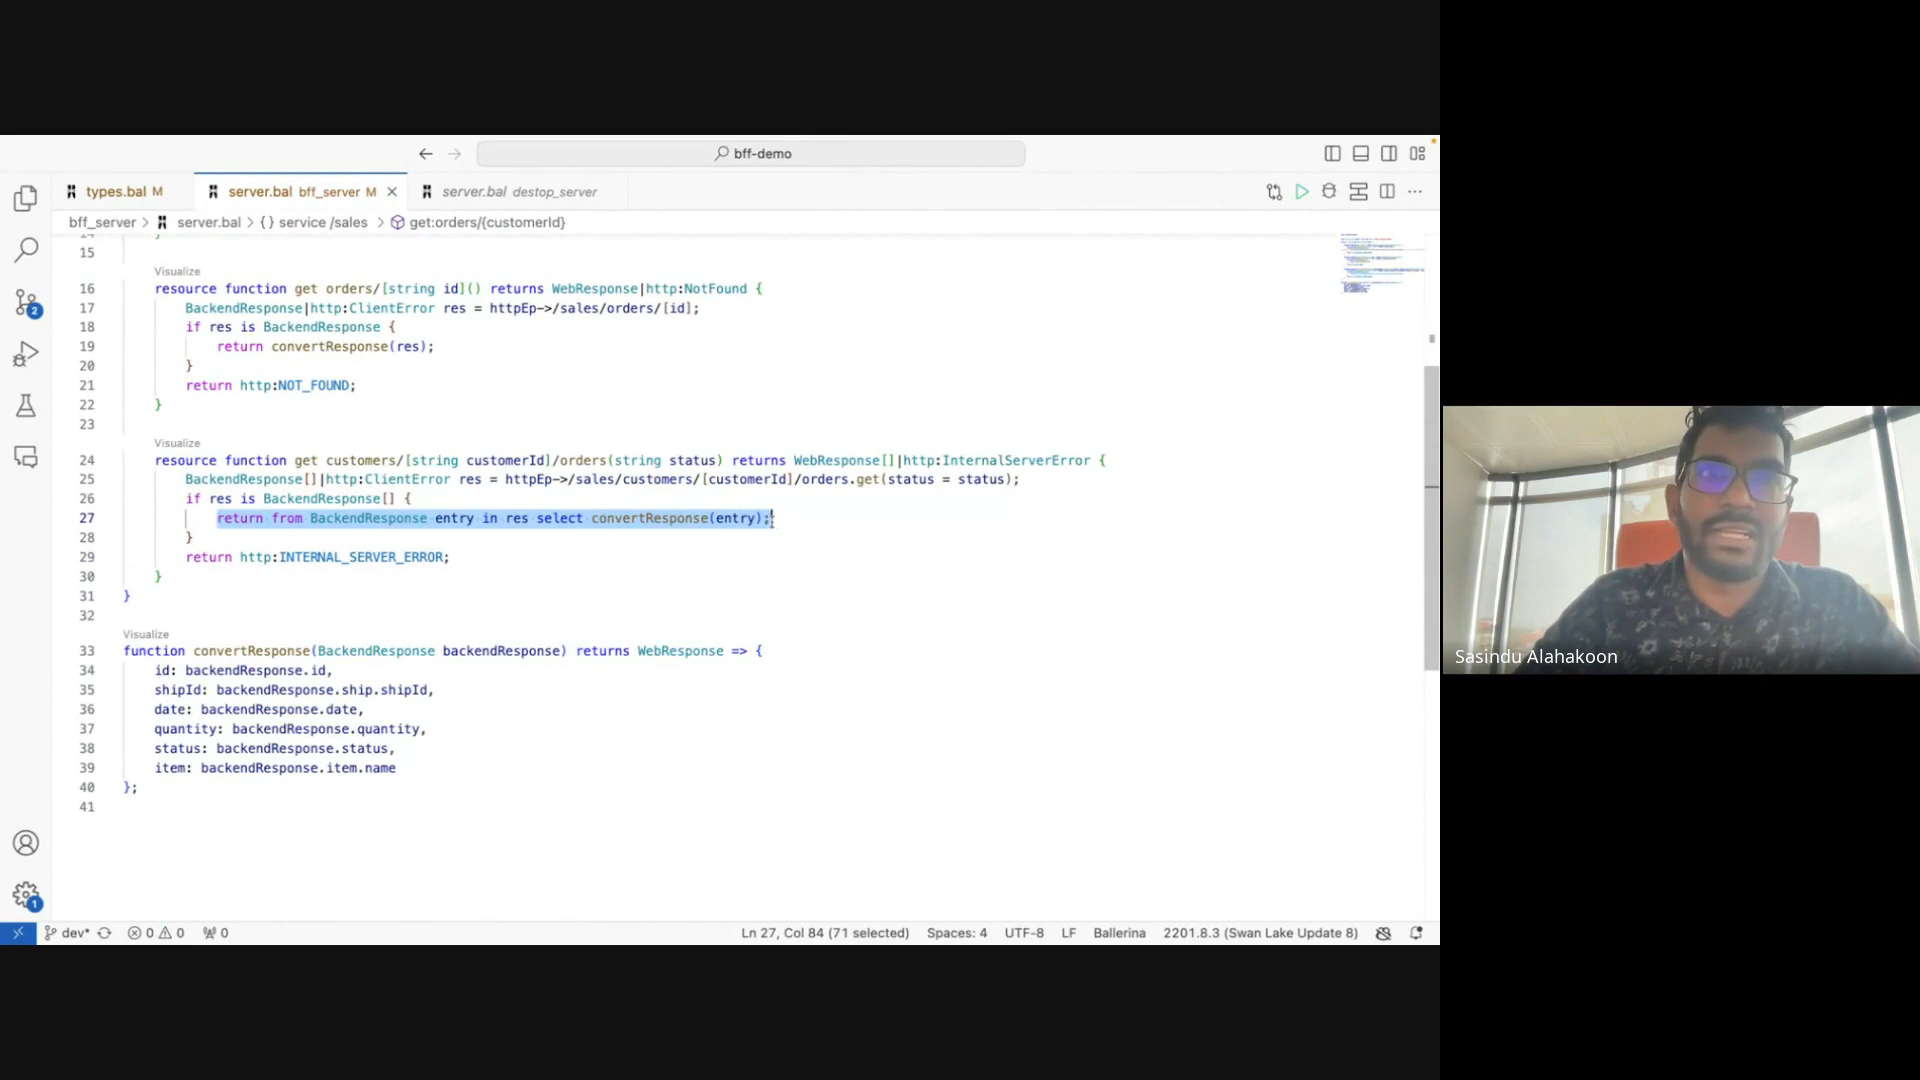 bff-demo
types.bal M
server.bal bff_server M
server.bal destop_server
bff_server > server.bal > {} service /sales > get:orders/{customerId}
15
Visualize
16 resource function get orders/[string id]() returns WebResponse|http:NotFound {
17 BackendResponse|http:ClientError res = httpEp->/sales/orders/[id];
18 if res is BackendResponse {
19 return convertResponse(res);
20 }
21 return http:NOT_FOUND;
22 }
23
Visualize
24 resource function get customers/[string customerId]/orders(string status) returns WebResponse[]|http:InternalServerError {
25 BackendResponse[]|http:ClientError res = httpEp->/sales/customers/[customerId]/orders.get(status = status);
26 if res is BackendResponse[] {
27 return from BackendResponse entry in res select convertResponse(entry);
28 }
29 return http:INTERNAL_SERVER_ERROR;
30 }
31 }
32
Visualize
33 function convertResponse(BackendResponse backendResponse) returns WebResponse => {
34 id: backendResponse.id,
35 shipId: backendResponse.ship.shipId,
36 date: backendResponse.date,
37 quantity: backendResponse.quantity,
38 status: backendResponse.status,
39 item: backendResponse.item.name
40 };
41
2
1
dev* 0 0 0 Ln 27, Col 84 (71 selected) Spaces: 4 UTF-8 LF Ballerina 2201.8.3 (Swan Lake Update 8)
Sasindu Alahakoon